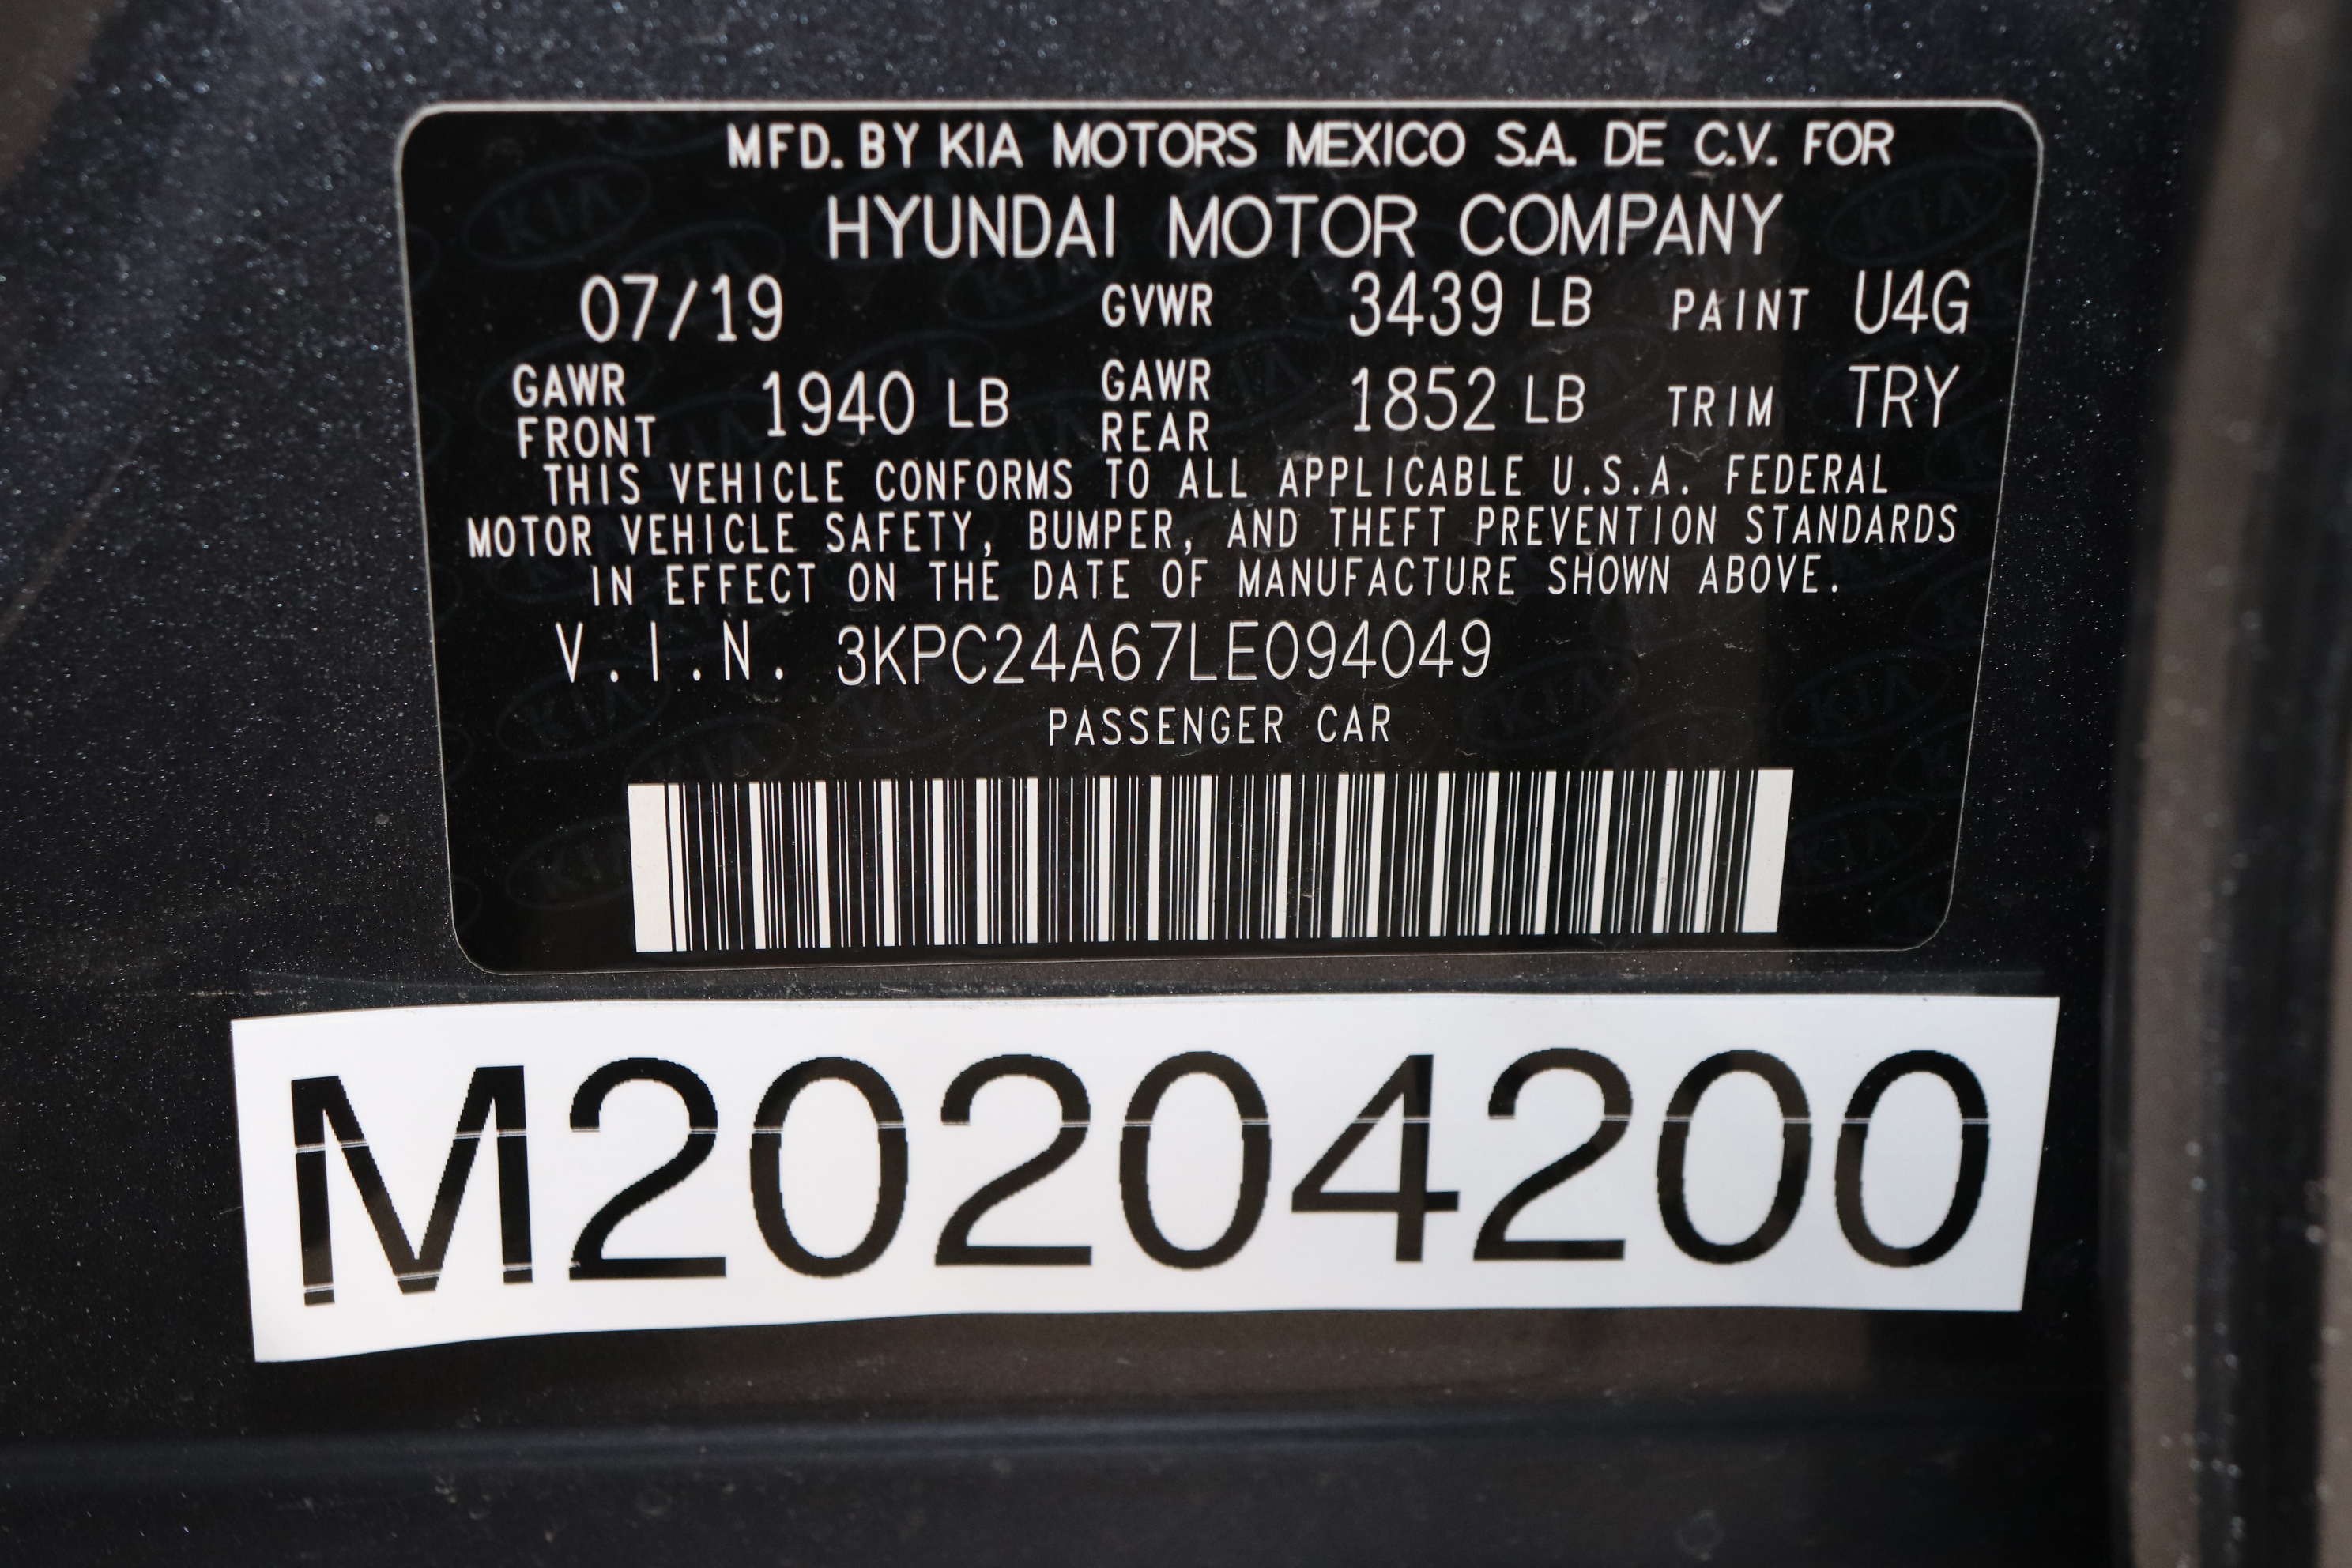 MFD. BY KIA MOTORS MEXICO S.A. DE C.V. FOR
HYUNDAI MOTOR COMPANY
07/19 GVWR 3439 LB PAINT U4G
GAWR FRONT 1940 LB GAWR REAR 1852 LB TRIM TRY
THIS VEHICLE CONFORMS TO ALL APPLICABLE U.S.A. FEDERAL
MOTOR VEHICLE SAFETY, BUMPER, AND THEFT PREVENTION STANDARDS
IN EFFECT ON THE DATE OF MANUFACTURE SHOWN ABOVE.
V.I.N. 3KPC24A67LE094049
PASSENGER CAR
M20204200